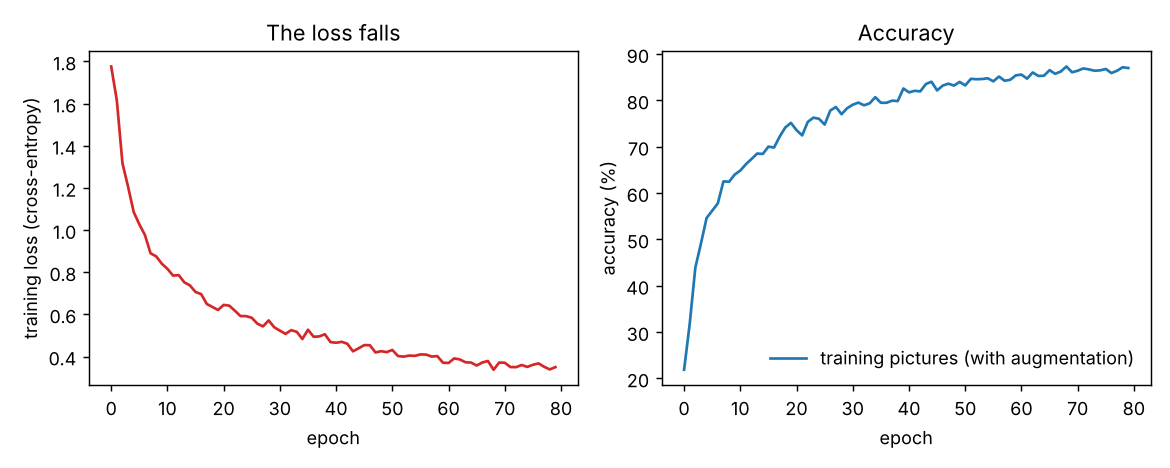 The loss falls
training loss (cross-entropy)
1.8
1.6
1.4
1.2
1.0
0.8
0.6
0.4
0 10 20 30 40 50 60 70 80
epoch
Accuracy
accuracy (%)
90
80
70
60
50
40
30
20
training pictures (with augmentation)
0 10 20 30 40 50 60 70 80
epoch